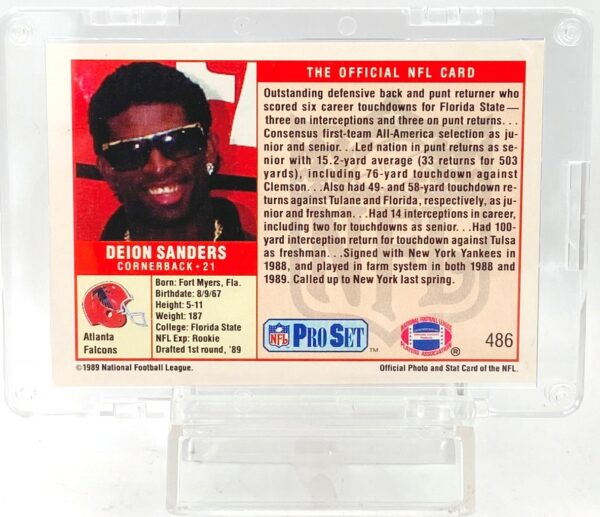 THE OFFICIAL NFL CARD
Outstanding defensive back and punt returner who
scored six career touchdowns for Florida State—
three on interceptions and three on punt returns. . .
Consensus first-team All-America selection as ju-
nior and senior. . .Led nation in punt returns as se-
nior with 15.2-yard average (33 returns for 503
yards), including 76-yard touchdown against
Clemson. . .Also had 49- and 58-yard touchdown re-
turns against Tulane and Florida, respectively, as ju-
nior and freshman. . .Had 14 interceptions in career,
including two for touchdowns as senior. . .Had 100-
yard interception return for touchdown against Tulsa
as freshman. . .Signed with New York Yankees in
1988, and played in farm system in both 1988 and
1989. Called up to New York last spring.
DEION SANDERS
CORNERBACK • 21
Atlanta
Falcons
Born: Fort Myers, Fla.
Birthdate: 8/9/67
Height: 5-11
Weight: 187
College: Florida State
NFL Exp: Rookie
Drafted 1st round, '89
NFL PRO SET ™
NATIONAL FOOTBALL LEAGUE
PLAYERS ASSOCIATION ®
486
©1989 National Football League.
Official Photo and Stat Card of the NFL.